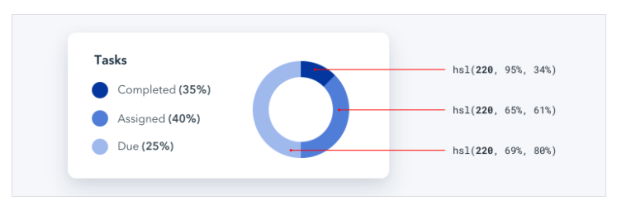 Tasks
Completed (35%)
Assigned (40%)
Due (25%)
hsl(220, 95%, 34%)
hsl(220, 65%, 61%)
hsl(220, 69%, 80%)